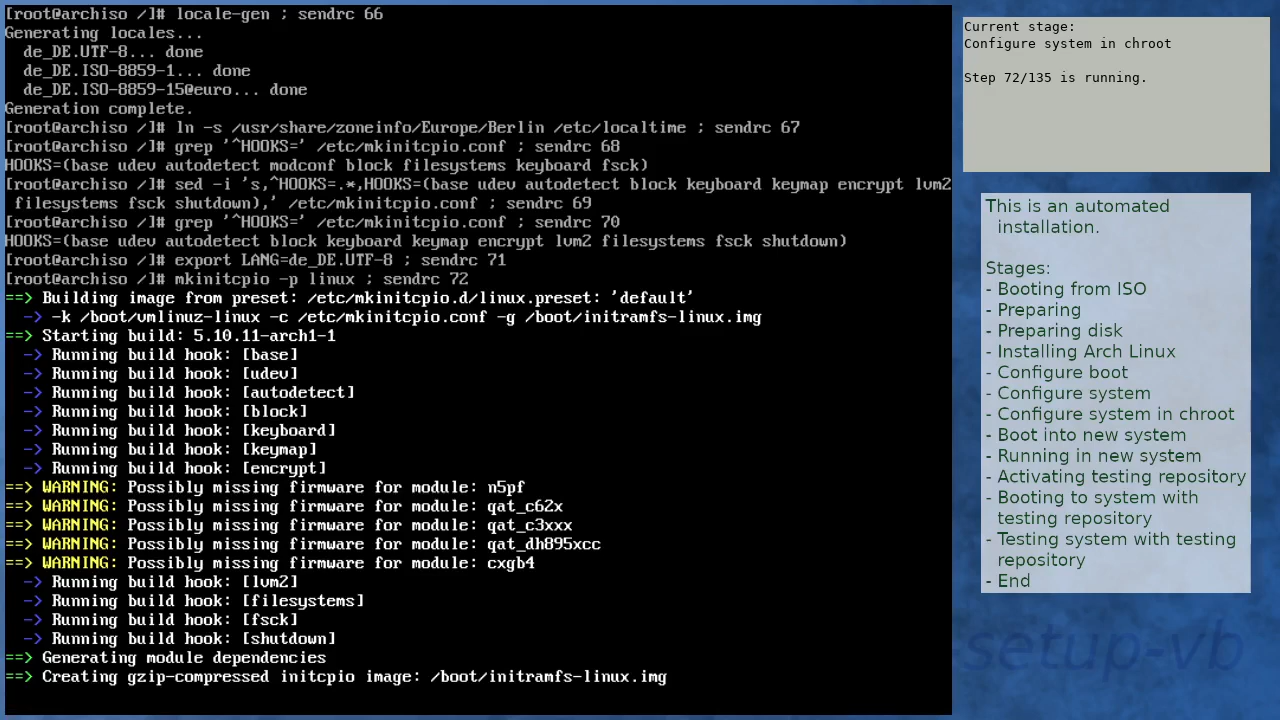 [root@archiso /]# locale-gen ; sendrc 66
Generating locales...
  de_DE.UTF-8... done
  de_DE.ISO-8859-1... done
  de_DE.ISO-8859-15@euro... done
Generation complete.
[root@archiso /]# ln -s /usr/share/zoneinfo/Europe/Berlin /etc/localtime ; sendrc 67
[root@archiso /]# grep '^HOOKS=' /etc/mkinitcpio.conf ; sendrc 68
HOOKS=(base udev autodetect modconf block filesystems keyboard fsck)
[root@archiso /]# sed -i 's,^HOOKS=.*,HOOKS=(base udev autodetect block keyboard keymap encrypt lvm2
 filesystems fsck shutdown),' /etc/mkinitcpio.conf ; sendrc 69
[root@archiso /]# grep '^HOOKS=' /etc/mkinitcpio.conf ; sendrc 70
HOOKS=(base udev autodetect block keyboard keymap encrypt lvm2 filesystems fsck shutdown)
[root@archiso /]# export LANG=de_DE.UTF-8 ; sendrc 71
[root@archiso /]# mkinitcpio -p linux ; sendrc 72
==> Building image from preset: /etc/mkinitcpio.d/linux.preset: 'default'
  -> -k /boot/vmlinuz-linux -c /etc/mkinitcpio.conf -g /boot/initramfs-linux.img
==> Starting build: 5.10.11-arch1-1
  -> Running build hook: [base]
  -> Running build hook: [udev]
  -> Running build hook: [autodetect]
  -> Running build hook: [block]
  -> Running build hook: [keyboard]
  -> Running build hook: [keymap]
  -> Running build hook: [encrypt]
==> WARNING: Possibly missing firmware for module: n5pf
==> WARNING: Possibly missing firmware for module: qat_c62x
==> WARNING: Possibly missing firmware for module: qat_c3xxx
==> WARNING: Possibly missing firmware for module: qat_dh895xcc
==> WARNING: Possibly missing firmware for module: cxgb4
  -> Running build hook: [lvm2]
  -> Running build hook: [filesystems]
  -> Running build hook: [fsck]
  -> Running build hook: [shutdown]
==> Generating module dependencies
==> Creating gzip-compressed initcpio image: /boot/initramfs-linux.img
Current stage:
Configure system in chroot
Step 72/135 is running.
This is an automated
installation.
Stages:
- Booting from ISO
- Preparing
- Preparing disk
- Installing Arch Linux
- Configure boot
- Configure system
- Configure system in chroot
- Boot into new system
- Running in new system
- Activating testing repository
- Booting to system with
testing repository
- Testing system with testing
repository
- End
setup-vb